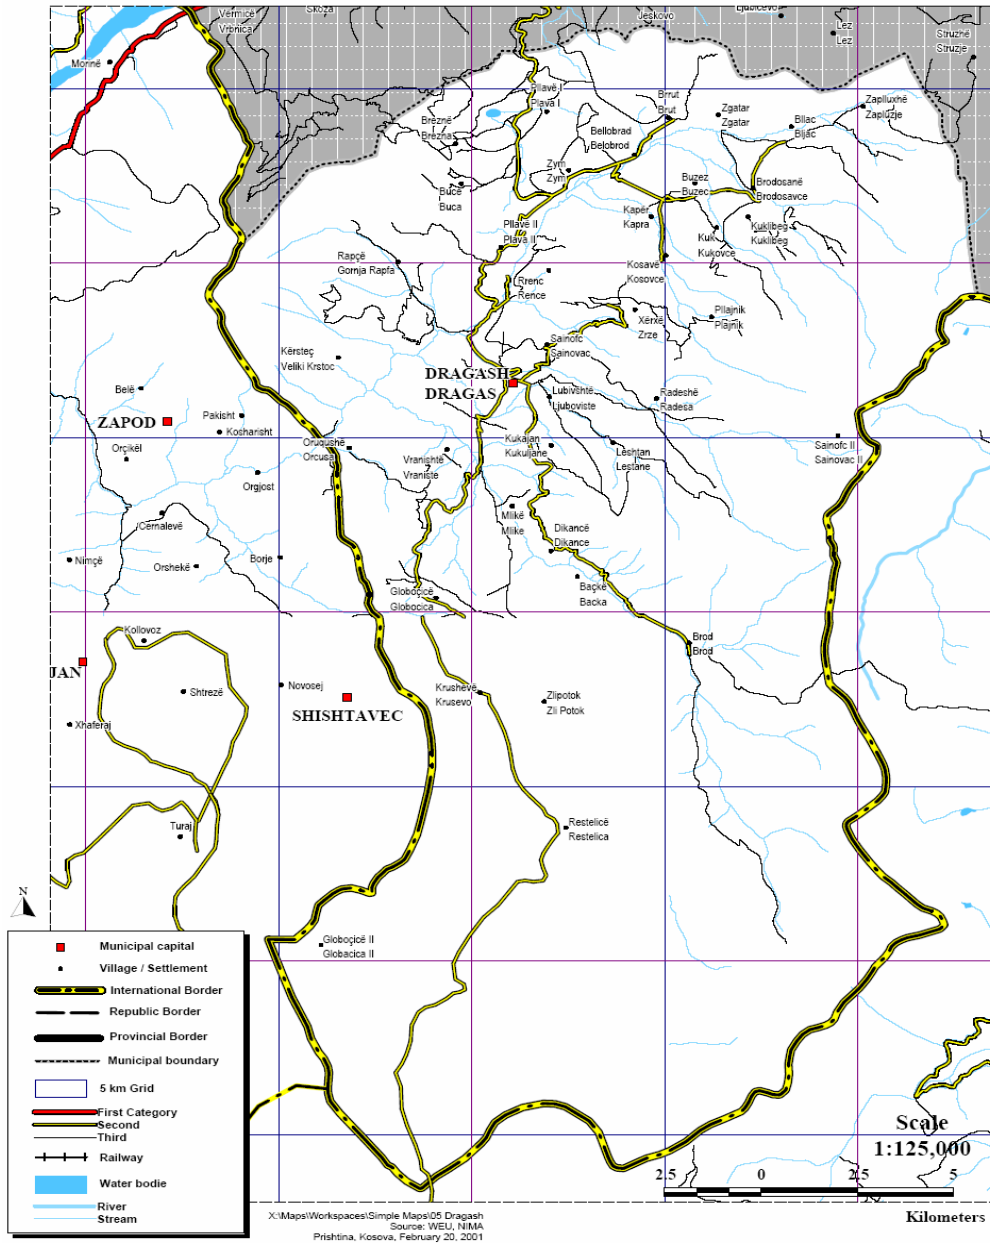 Vërmicë
Vrbnica
Skoza
Jeskovo
Ljubicevo
Lez
Lez
Struzhë
Struzje
Morinë
Pllavë I
Plava I
Brrut
Brut
Zgatar
Zgatar
Zaplluxhë
Zapluzje
Breznë
Brezna
Bellobrad
Belobrod
Bllac
Bljac
Zym
Zym
Buzez
Buzec
Brodosanë
Brodosavce
Bucë
Buca
Kapër
Kapra
Kuk
Kukovce
Kuklibeg
Kuklibeg
Pllavë II
Plava II
Rapçë
Gornja Rapfa
Kosavë
Kosovce
Rrenc
Rence
Xërxë
Zrze
Pllajnik
Plajnik
Sainofc
Sainovac
Kërsteç
Veliki Krstoc
DRAGASH
DRAGAS
Lubivshtë
Ljuboviste
Radeshë
Radesa
Belë
ZAPOD
Pakisht
Kosharisht
Orçikël
Orgjost
Oruqushë
Orcusa
Vranishtë
Vraniste
Kukajan
Kukuljane
Lështan
Lestane
Sainofc II
Sainovac II
Cernalevë
Mlikë
Mlike
Dikancë
Dikance
Nimçë
Orshekë
Borje
Baçkë
Backa
Globoçicë
Globocica
Kollovoz
Brod
Brod
JAN
Shtrezë
Novosej
SHISHTAVEC
Krushevë
Krusevo
Zlipotok
Zli Potok
Xhaferaj
Turaj
Restelicë
Restelica
Globoçicë II
Globacica II
N
Municipal capital
Village / Settlement
International Border
Republic Border
Provincial Border
Municipal boundary
5 km Grid
First Category
Second
Third
Railway
Water bodie
River
Stream
Scale
1:125,000
2.5 0 2.5 5
Kilometers
X:\Maps\Workspaces\Simple Maps\05 Dragash
Source: WEU, NIMA
Prishtina, Kosova, February 20, 2001